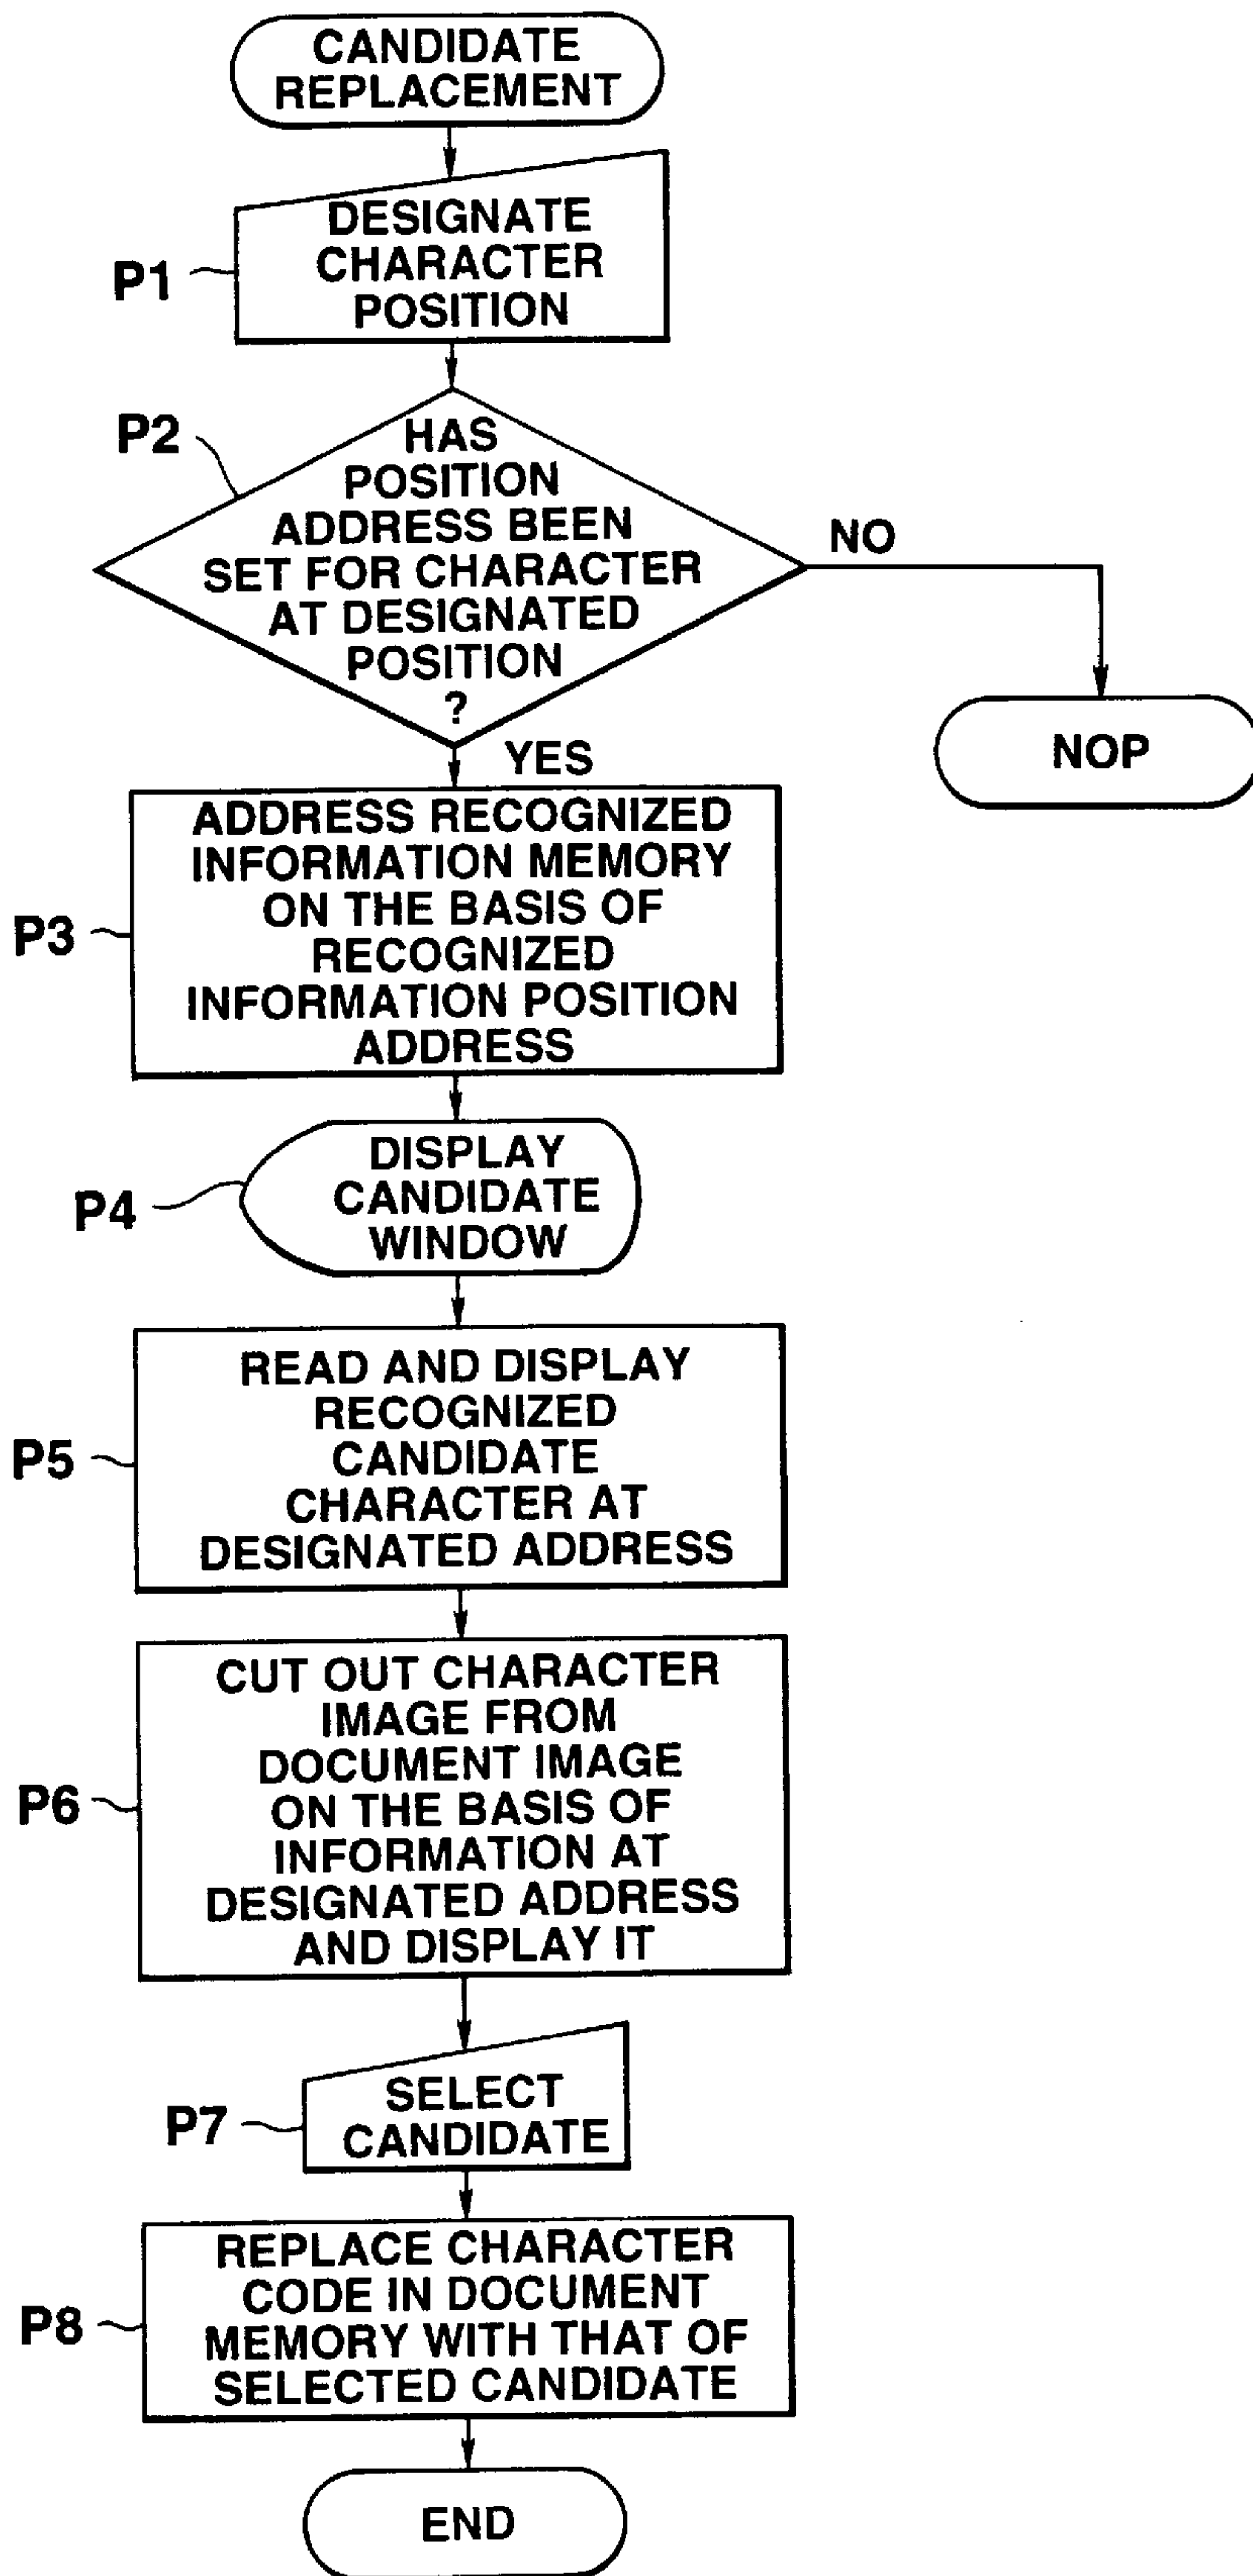 CANDIDATE
REPLACEMENT
P1
DESIGNATE
CHARACTER
POSITION
P2
HAS
POSITION
ADDRESS BEEN
SET FOR CHARACTER
AT DESIGNATED
POSITION
?
NO
NOP
YES
P3
ADDRESS RECOGNIZED
INFORMATION MEMORY
ON THE BASIS OF
RECOGNIZED
INFORMATION POSITION
ADDRESS
P4
DISPLAY
CANDIDATE
WINDOW
P5
READ AND DISPLAY
RECOGNIZED
CANDIDATE
CHARACTER AT
DESIGNATED ADDRESS
P6
CUT OUT CHARACTER
IMAGE FROM
DOCUMENT IMAGE
ON THE BASIS OF
INFORMATION AT
DESIGNATED ADDRESS
AND DISPLAY IT
P7
SELECT
CANDIDATE
P8
REPLACE CHARACTER
CODE IN DOCUMENT
MEMORY WITH THAT OF
SELECTED CANDIDATE
END